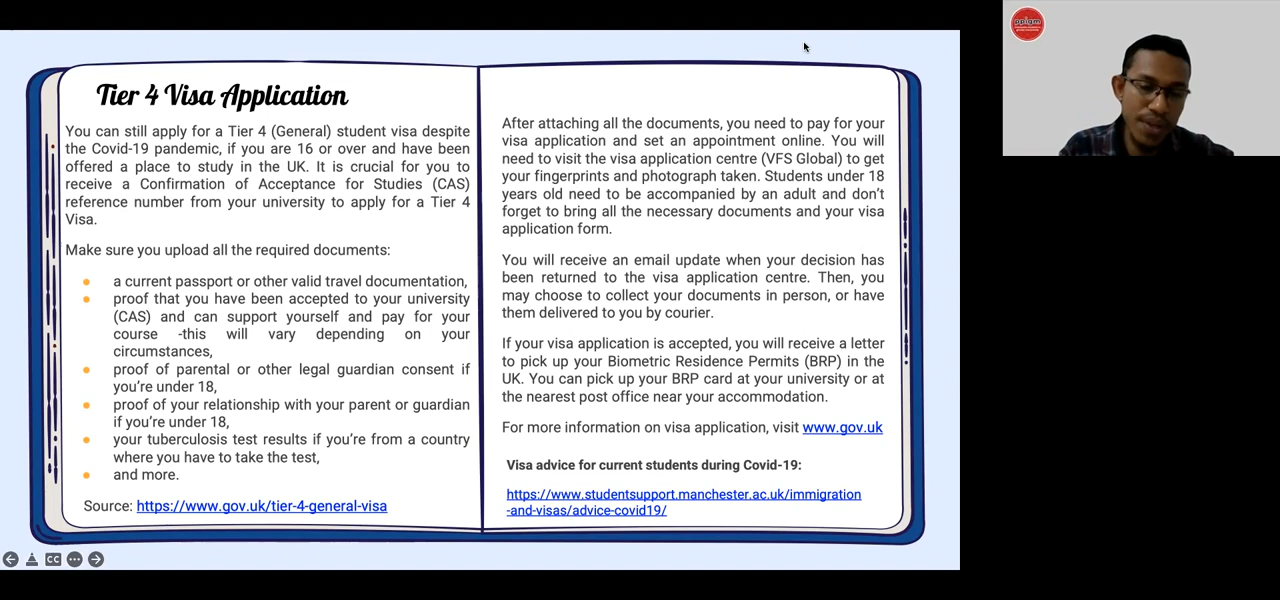 Tier 4 Visa Application
You can still apply for a Tier 4 (General) student visa despite
the Covid-19 pandemic, if you are 16 or over and have been
offered a place to study in the UK. It is crucial for you to
receive a Confirmation of Acceptance for Studies (CAS)
reference number from your university to apply for a Tier 4
Visa.
Make sure you upload all the required documents:
a current passport or other valid travel documentation,
proof that you have been accepted to your university
(CAS) and can support yourself and pay for your
course -this will vary depending on your
circumstances,
proof of parental or other legal guardian consent if
you're under 18,
proof of your relationship with your parent or guardian
if you're under 18,
your tuberculosis test results if you're from a country
where you have to take the test,
and more.
Source: https://www.gov.uk/tier-4-general-visa
After attaching all the documents, you need to pay for your
visa application and set an appointment online. You will
need to visit the visa application centre (VFS Global) to get
your fingerprints and photograph taken. Students under 18
years old need to be accompanied by an adult and don't
forget to bring all the necessary documents and your visa
application form.
You will receive an email update when your decision has
been returned to the visa application centre. Then, you
may choose to collect your documents in person, or have
them delivered to you by courier.
If your visa application is accepted, you will receive a letter
to pick up your Biometric Residence Permits (BRP) in the
UK. You can pick up your BRP card at your university or at
the nearest post office near your accommodation.
For more information on visa application, visit www.gov.uk
Visa advice for current students during Covid-19:
https://www.studentsupport.manchester.ac.uk/immigration
-and-visas/advice-covid19/
CC
ppigm